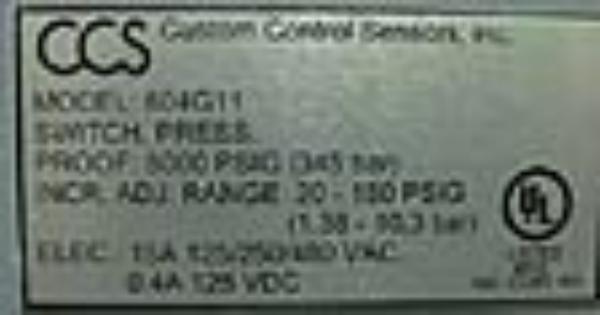 CCS Custom Control Sensors, Inc.
MODEL: 604G11
SWITCH, PRESS.
PROOF: 5000 PSIG (345 bar)
INCR. ADJ. RANGE 20 - 150 PSIG
(1,38 - 10,3 bar)
ELEC. 15A 125/250/480 VAC
0.4A 125 VDC
UL
LISTED